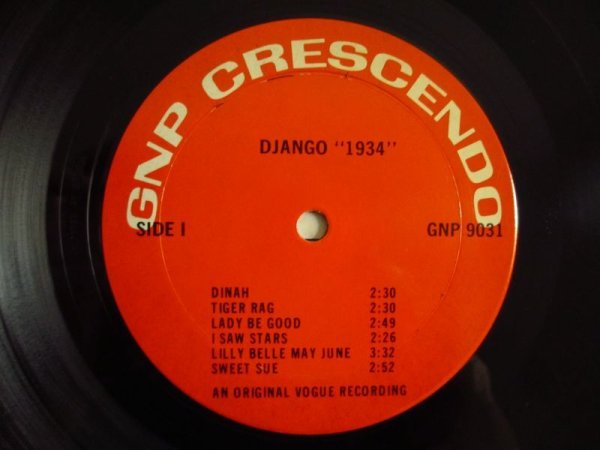 GNP CRESCENDO
DJANGO "1934"
SIDE I GNP 9031
DINAH 2:30
TIGER RAG 2:30
LADY BE GOOD 2:49
I SAW STARS 2:26
LILLY BELLE MAY JUNE 3:32
SWEET SUE 2:52
AN ORIGINAL VOGUE RECORDING